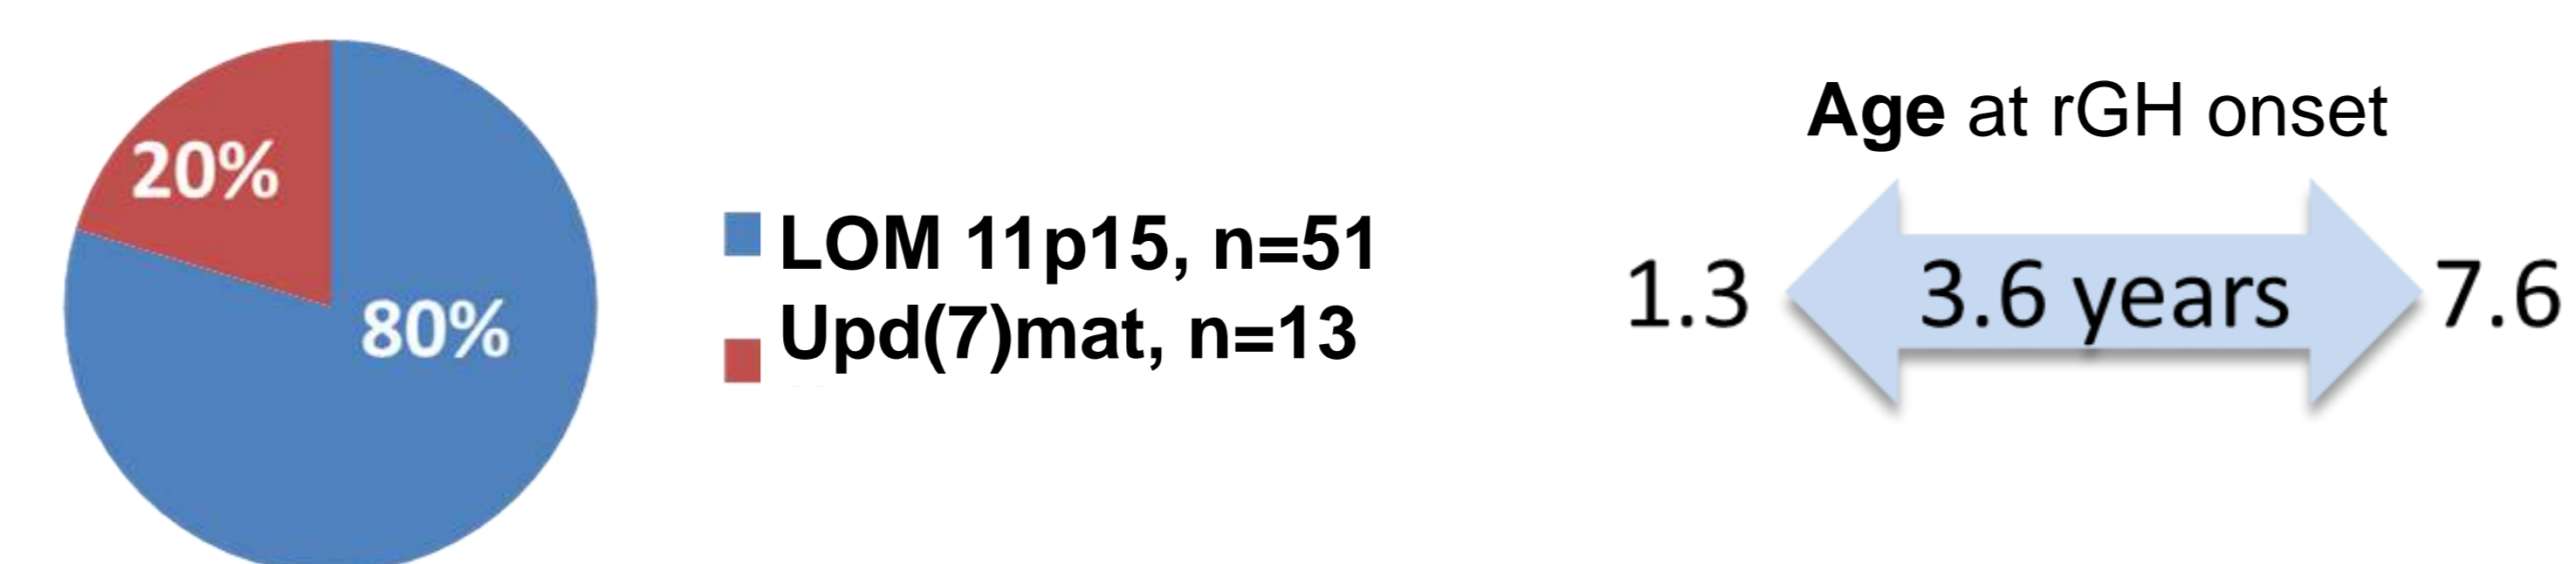 20%
80%
LOM 11p15, n=51
Upd(7)mat, n=13
Age at rGH onset
1.3 3.6 years 7.6